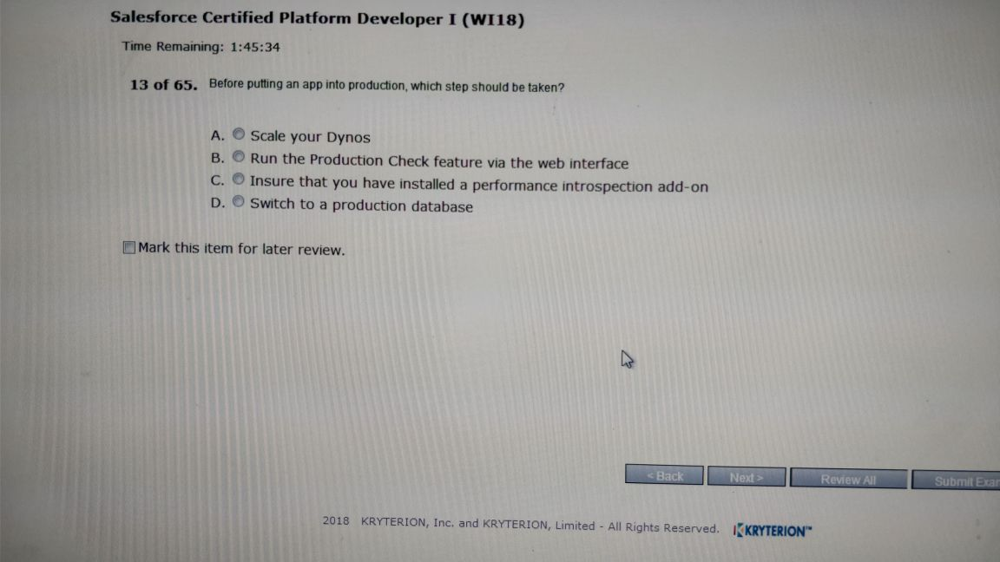 Salesforce Certified Platform Developer I (WI18)
Time Remaining: 1:45:34
13 of 65. Before putting an app into production, which step should be taken?
A. Scale your Dynos
B. Run the Production Check feature via the web interface
C. Insure that you have installed a performance introspection add-on
D. Switch to a production database
Mark this item for later review.
< Back Next > Review All Submit Exam
2018 KRYTERION, Inc. and KRYTERION, Limited - All Rights Reserved. KRYTERION™